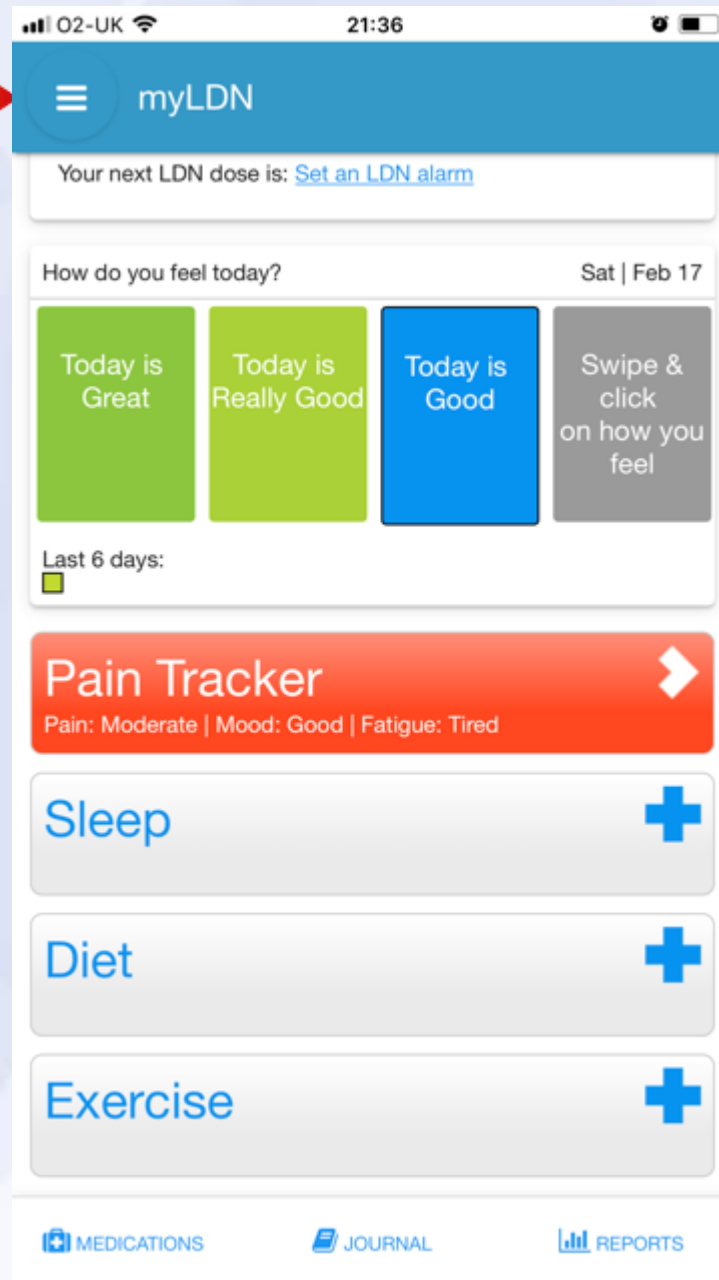 O2-UK 21:36
myLDN
Your next LDN dose is: Set an LDN alarm
How do you feel today? Sat | Feb 17
Today is
Great
Today is
Really Good
Today is
Good
Swipe &
click
on how you
feel
Last 6 days:
Pain Tracker
Pain: Moderate | Mood: Good | Fatigue: Tired
Sleep
Diet
Exercise
MEDICATIONS JOURNAL REPORTS